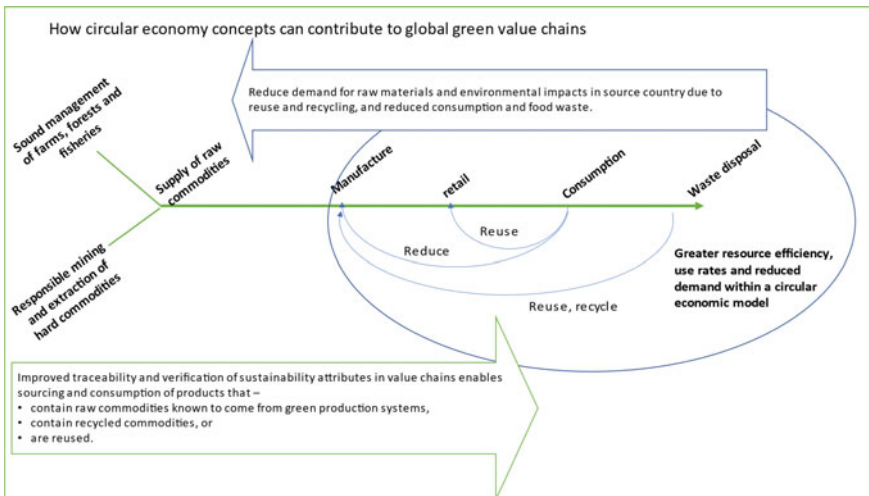 How circular economy concepts can contribute to global green value chains
Reduce demand for raw materials and environmental impacts in source country due to
reuse and recycling, and reduced consumption and food waste.
Sound management
of farms, forests and
fisheries
Supply of raw
commodities
Manufacture
retail
Consumption
Waste disposal
Reuse
Reduce
Reuse, recycle
Greater resource efficiency,
use rates and reduced
demand within a circular
economic model
Responsible mining
and extraction of
hard commodities
Improved traceability and verification of sustainability attributes in value chains enables
sourcing and consumption of products that –
• contain raw commodities known to come from green production systems,
• contain recycled commodities, or
• are reused.